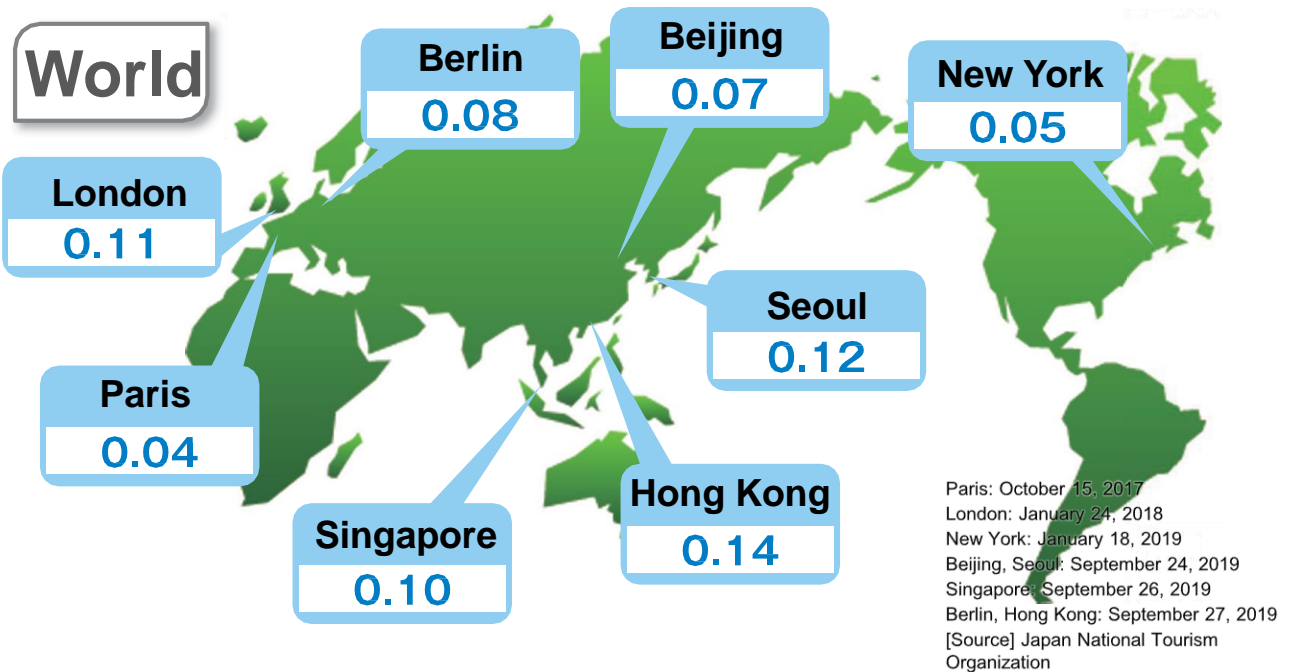 World
Berlin
0.08
Beijing
0.07
New York
0.05
London
0.11
Seoul
0.12
Paris
0.04
Hong Kong
0.14
Singapore
0.10
Paris: October 15, 2017
London: January 24, 2018
New York: January 18, 2019
Beijing, Seoul: September 24, 2019
Singapore: September 26, 2019
Berlin, Hong Kong: September 27, 2019
[Source] Japan National Tourism
Organization